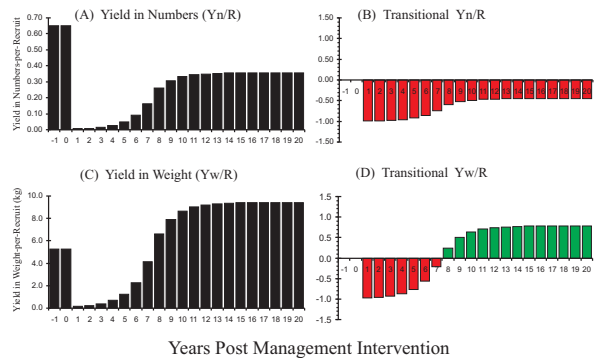 (A) Yield in Numbers (Yn/R)
Yield in Numbers-per-Recruit
0.70
0.60
0.50
0.40
0.30
0.20
0.10
0.00
-1 0 1 2 3 4 5 6 7 8 9 10 11 12 13 14 15 16 17 18 19 20
(B) Transitional Yn/R
1.50
1.00
0.50
0.00
-0.50
-1.00
-1.50
-1 0 1 2 3 4 5 6 7 8 9 10 11 12 13 14 15 16 17 18 19 20
(C) Yield in Weight (Yw/R)
Yield in Weight-per-Recruit (kg)
10.0
8.0
6.0
4.0
2.0
0.0
-1 0 1 2 3 4 5 6 7 8 9 10 11 12 13 14 15 16 17 18 19 20
(D) Transitional Yw/R
1.5
1.0
0.5
0.0
-0.5
-1.0
-1.5
-1 0 1 2 3 4 5 6 7 8 9 10 11 12 13 14 15 16 17 18 19 20
Years Post Management Intervention